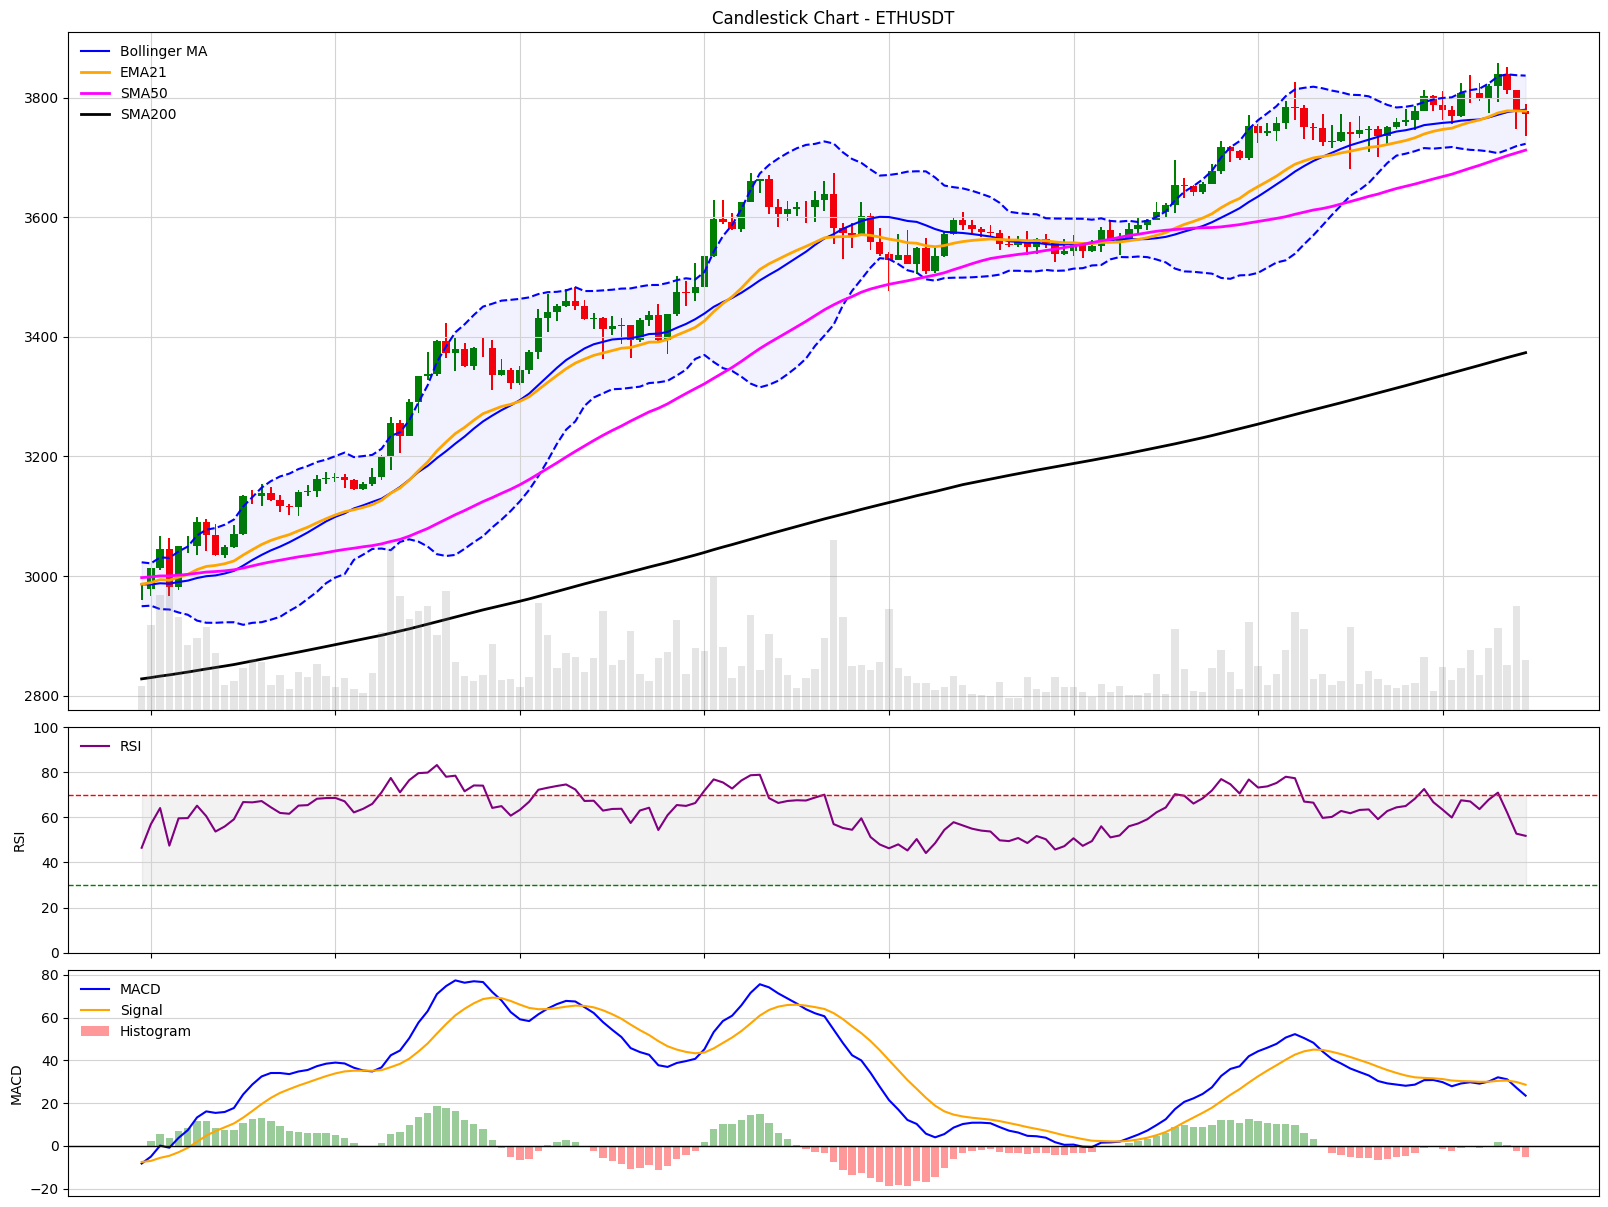 Candlestick Chart - ETHUSDT
Bollinger MA
EMA21
SMA50
SMA200
3800
3600
3400
3200
3000
2800
RSI
100
80
60
40
20
0
RSI
MACD
Signal
Histogram
80
60
40
20
0
−20
MACD